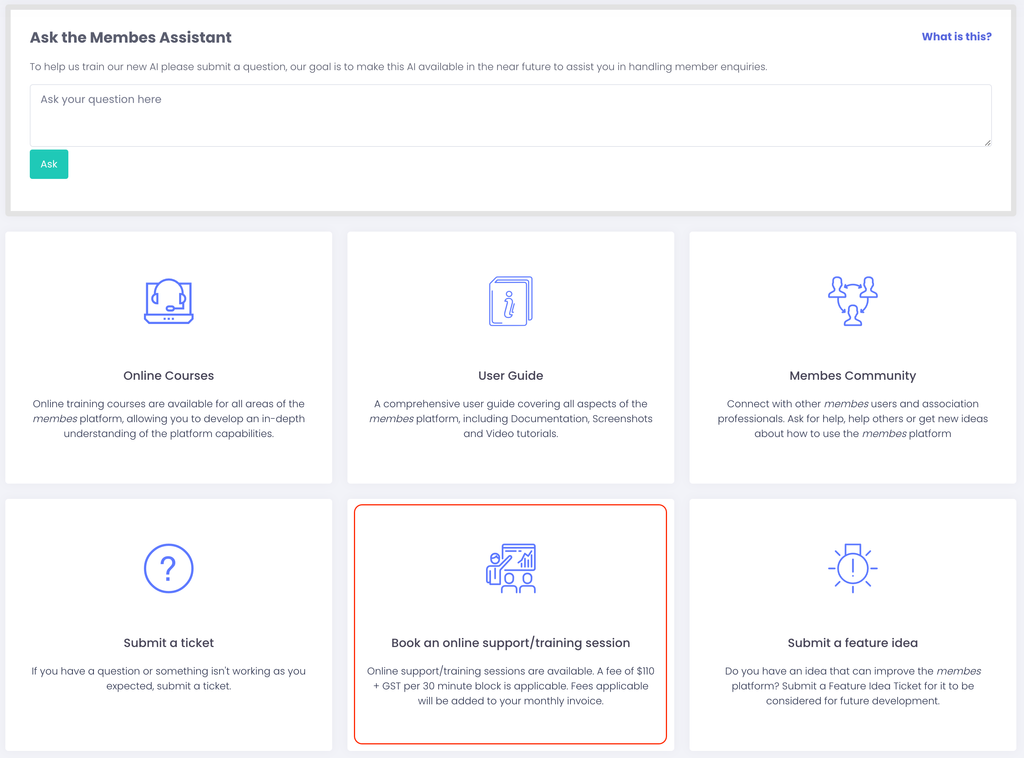 Ask the Membes Assistant
What is this?
To help us train our new AI please submit a question, our goal is to make this AI available in the near future to assist you in handling member enquiries.
Ask your question here
Ask
Online Courses
Online training courses are available for all areas of the
membes platform, allowing you to develop an in-depth
understanding of the platform capabilities.
User Guide
A comprehensive user guide covering all aspects of the
membes platform, including Documentation, Screenshots
and Video tutorials.
Membes Community
Connect with other membes users and association
professionals. Ask for help, help others or get new ideas
about how to use the membes platform
Submit a ticket
If you have a question or something isn't working as you
expected, submit a ticket.
Book an online support/training session
Online support/training sessions are available. A fee of $110
+ GST per 30 minute block is applicable. Fees applicable
will be added to your monthly invoice.
Submit a feature idea
Do you have an idea that can improve the membes
platform? Submit a Feature Idea Ticket for it to be
considered for future development.